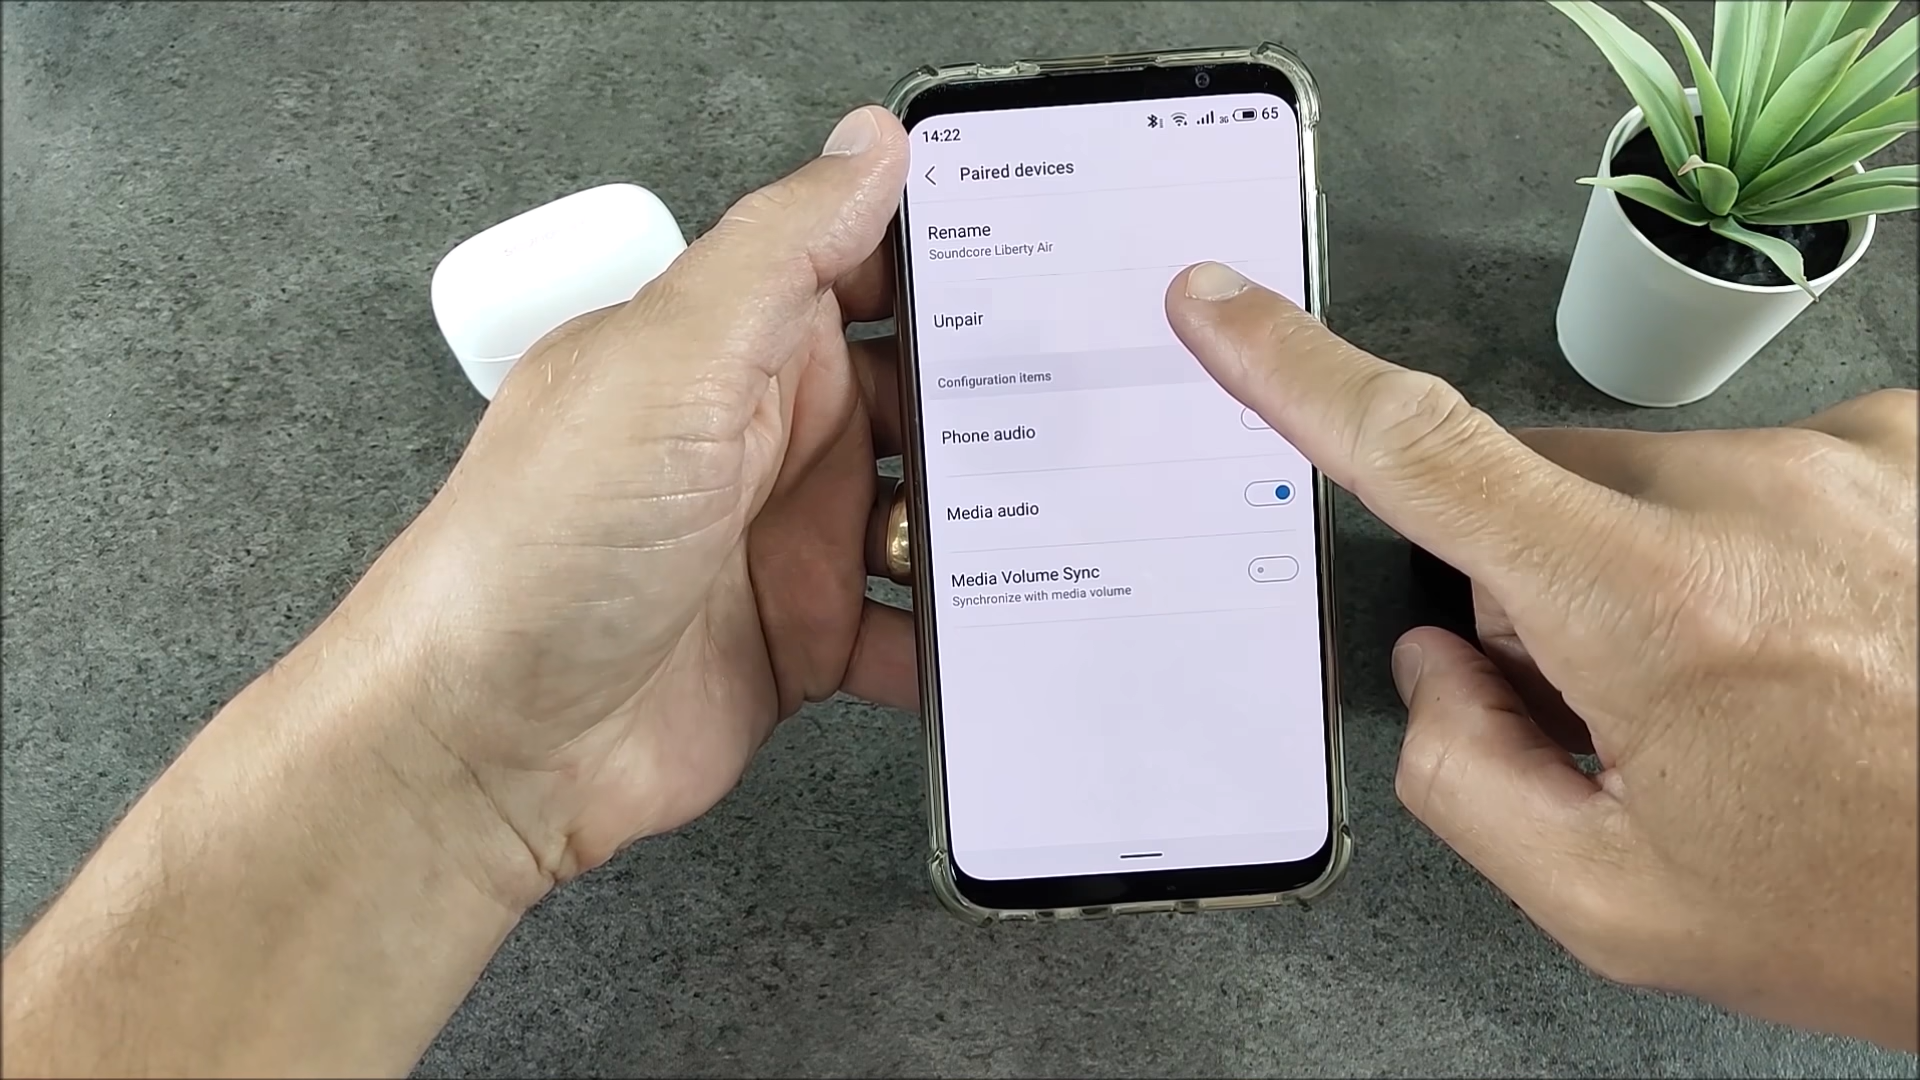 14:22
3G 65
Paired devices
Rename
Soundcore Liberty Air
Unpair
Configuration items
Phone audio
Media audio
Media Volume Sync
Synchronize with media volume